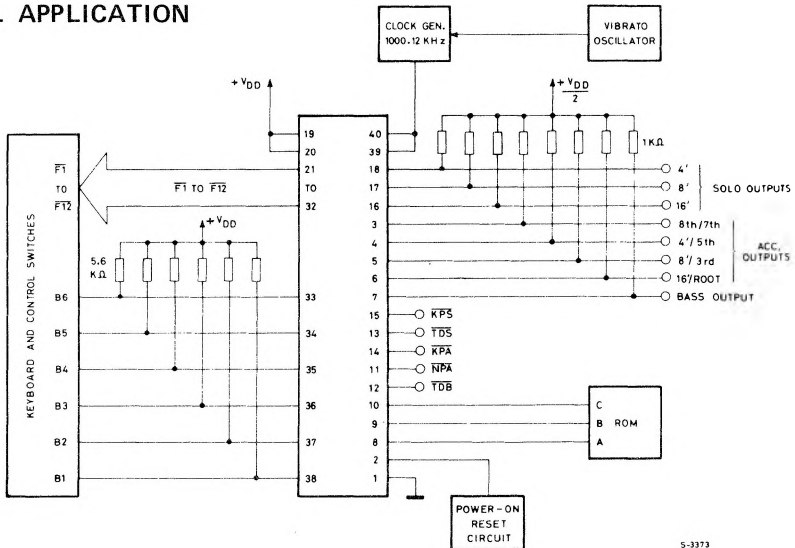 L APPLICATION
CLOCK GEN.
1000.12 KHz
VIBRATO
OSCILLATOR
+VDD
+VDD
2
19
20
21
TO
32
40
39
18
17
16
3
4
5
6
7
15
13
14
11
12
10
9
8
2
1
1KΩ
4'
8'
16'
SOLO OUTPUTS
8th/7th
4'/5th
8'/3rd
16'/ROOT
ACC.
OUTPUTS
BASS OUTPUT
F1
TO
F12
F1 TO F12
+VDD
5.6
KΩ
KEYBOARD AND CONTROL SWITCHES
B6
33
B5
34
B4
35
B3
36
B2
37
B1
38
KPS
TDS
KPA
NPA
TDB
C
B ROM
A
POWER-ON
RESET
CIRCUIT
S-3373